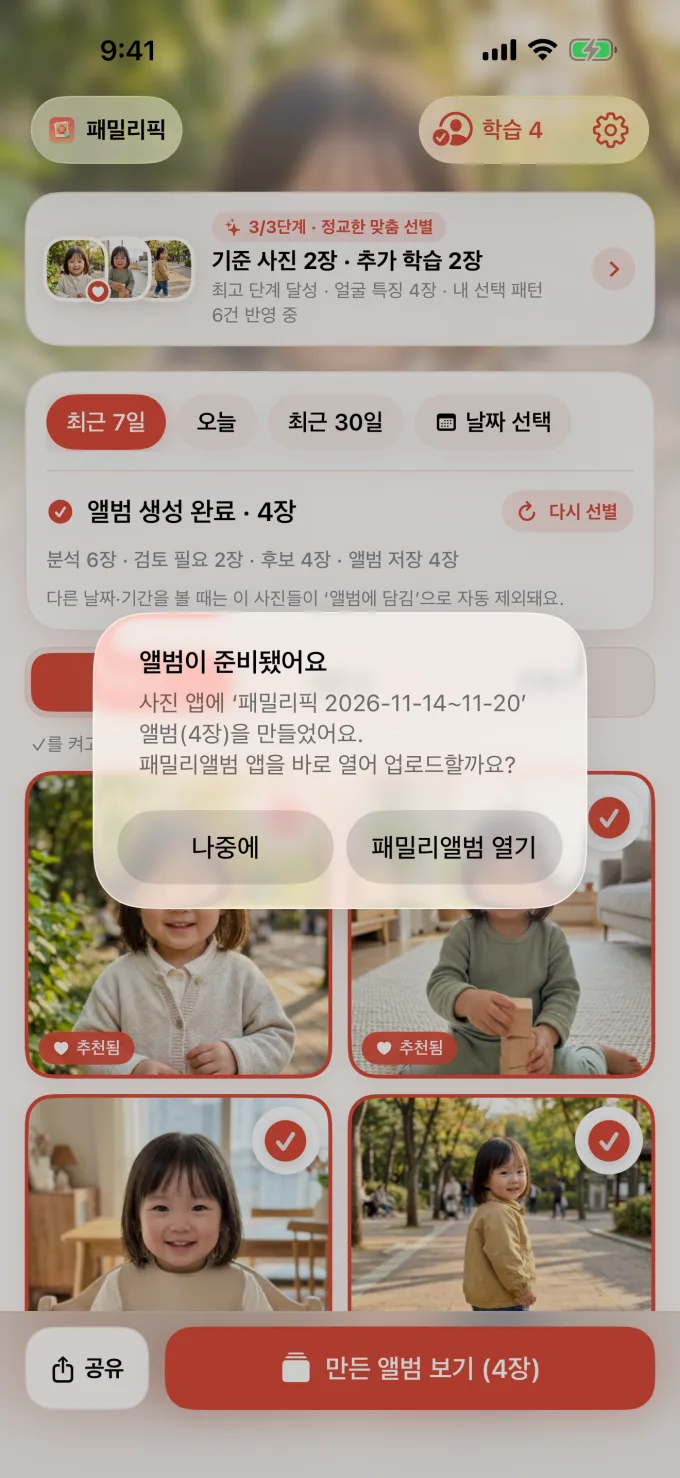 9:41
패밀리픽
학습 4
3/3단계 · 정교한 맞춤 선별
기준 사진 2장 · 추가 학습 2장
최고 단계 달성 · 얼굴 특징 4장 · 내 선택 패턴
6건 반영 중
최근 7일
오늘
최근 30일
날짜 선택
앨범 생성 완료 · 4장
다시 선별
분석 6장 · 검토 필요 2장 · 후보 4장 · 앨범 저장 4장
다른 날짜·기간을 볼 때는 이 사진들이 ‘앨범에 담김’으로 자동 제외돼요.
앨범이 준비됐어요
사진 앱에 ‘패밀리픽 2026-11-14~11-20’
앨범(4장)을 만들었어요.
패밀리앨범 앱을 바로 열어 업로드할까요?
✓를 켜고
나중에
패밀리앨범 열기
추천됨
추천됨
공유
만든 앨범 보기 (4장)